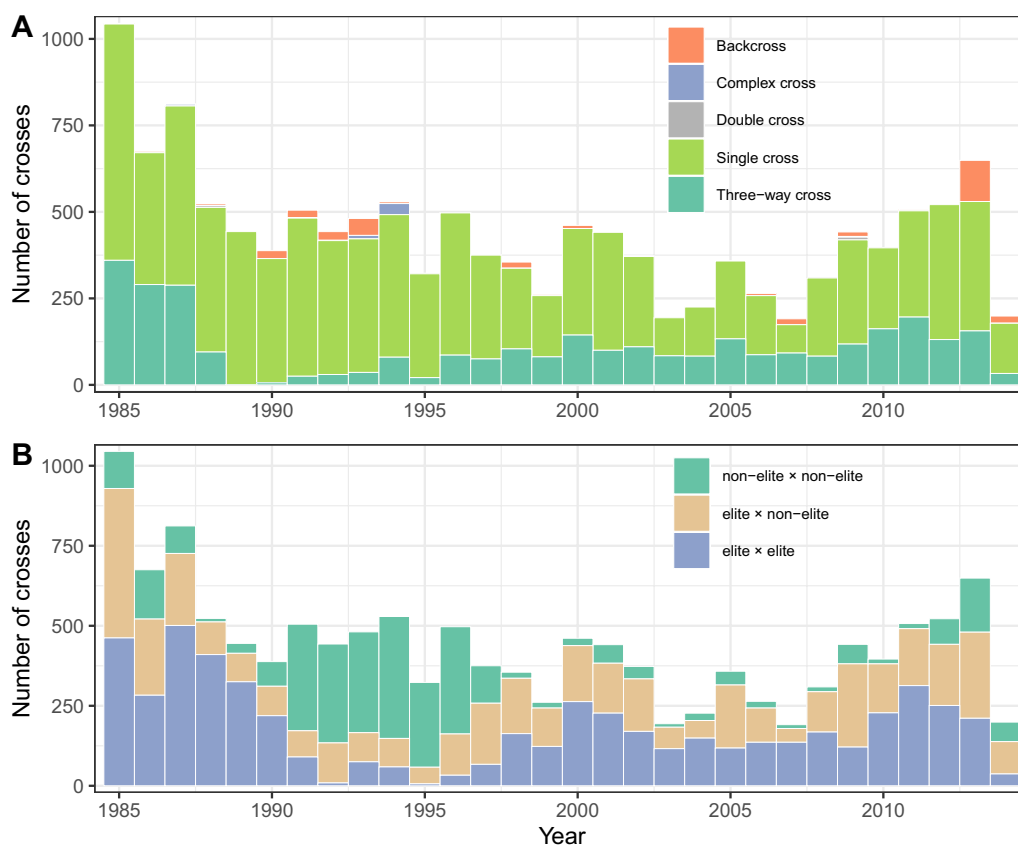 A
Number of crosses
1000
750
500
250
0
Backcross
Complex cross
Double cross
Single cross
Three−way cross
1985
1990
1995
2000
2005
2010
B
Number of crosses
1000
750
500
250
0
non−elite × non−elite
elite × non−elite
elite × elite
1985
1990
1995
2000
2005
2010
Year